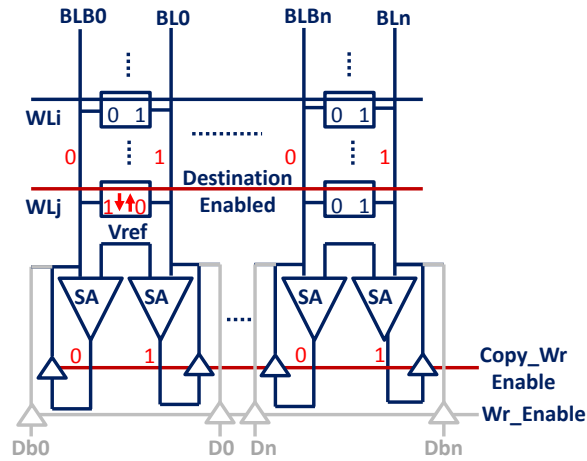 BLB0 BL0 BLBn BLn
WLi 0 1 0 1
0 1 0 1
Destination
Enabled
WLj 1 0 0 1
Vref
SA SA SA SA
0 1 0 1
Copy_Wr
Enable
Wr_Enable
Db0 D0 Dn Dbn